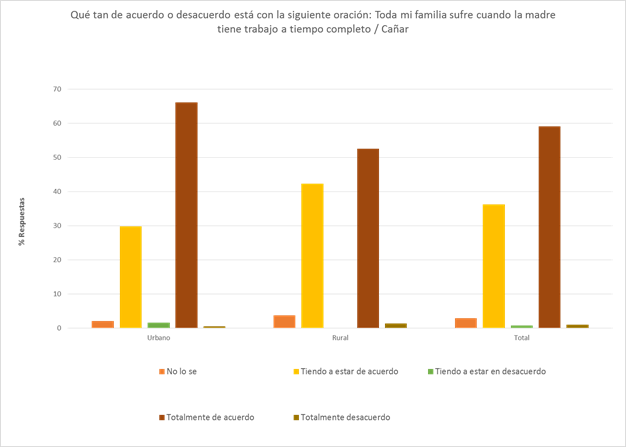 Qué tan de acuerdo o desacuerdo está con la siguiente oración: Toda mi familia sufre cuando la madre
tiene trabajo a tiempo completo / Cañar
70
60
50
40
30
20
10
0
% Respuestas
Urbano Rural Total
No lo se Tiendo a estar de acuerdo Tiendo a estar en desacuerdo
Totalmente de acuerdo Totalmente desacuerdo